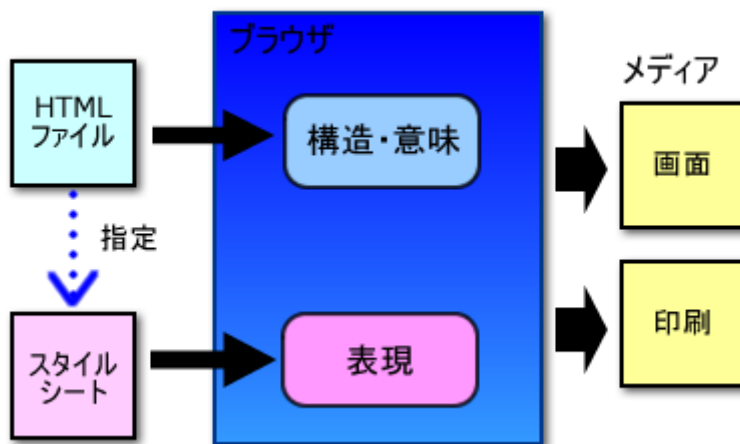 ブラウザ
メディア
HTML
ファイル
構造・意味
画面
指定
スタイル
シート
表現
印刷